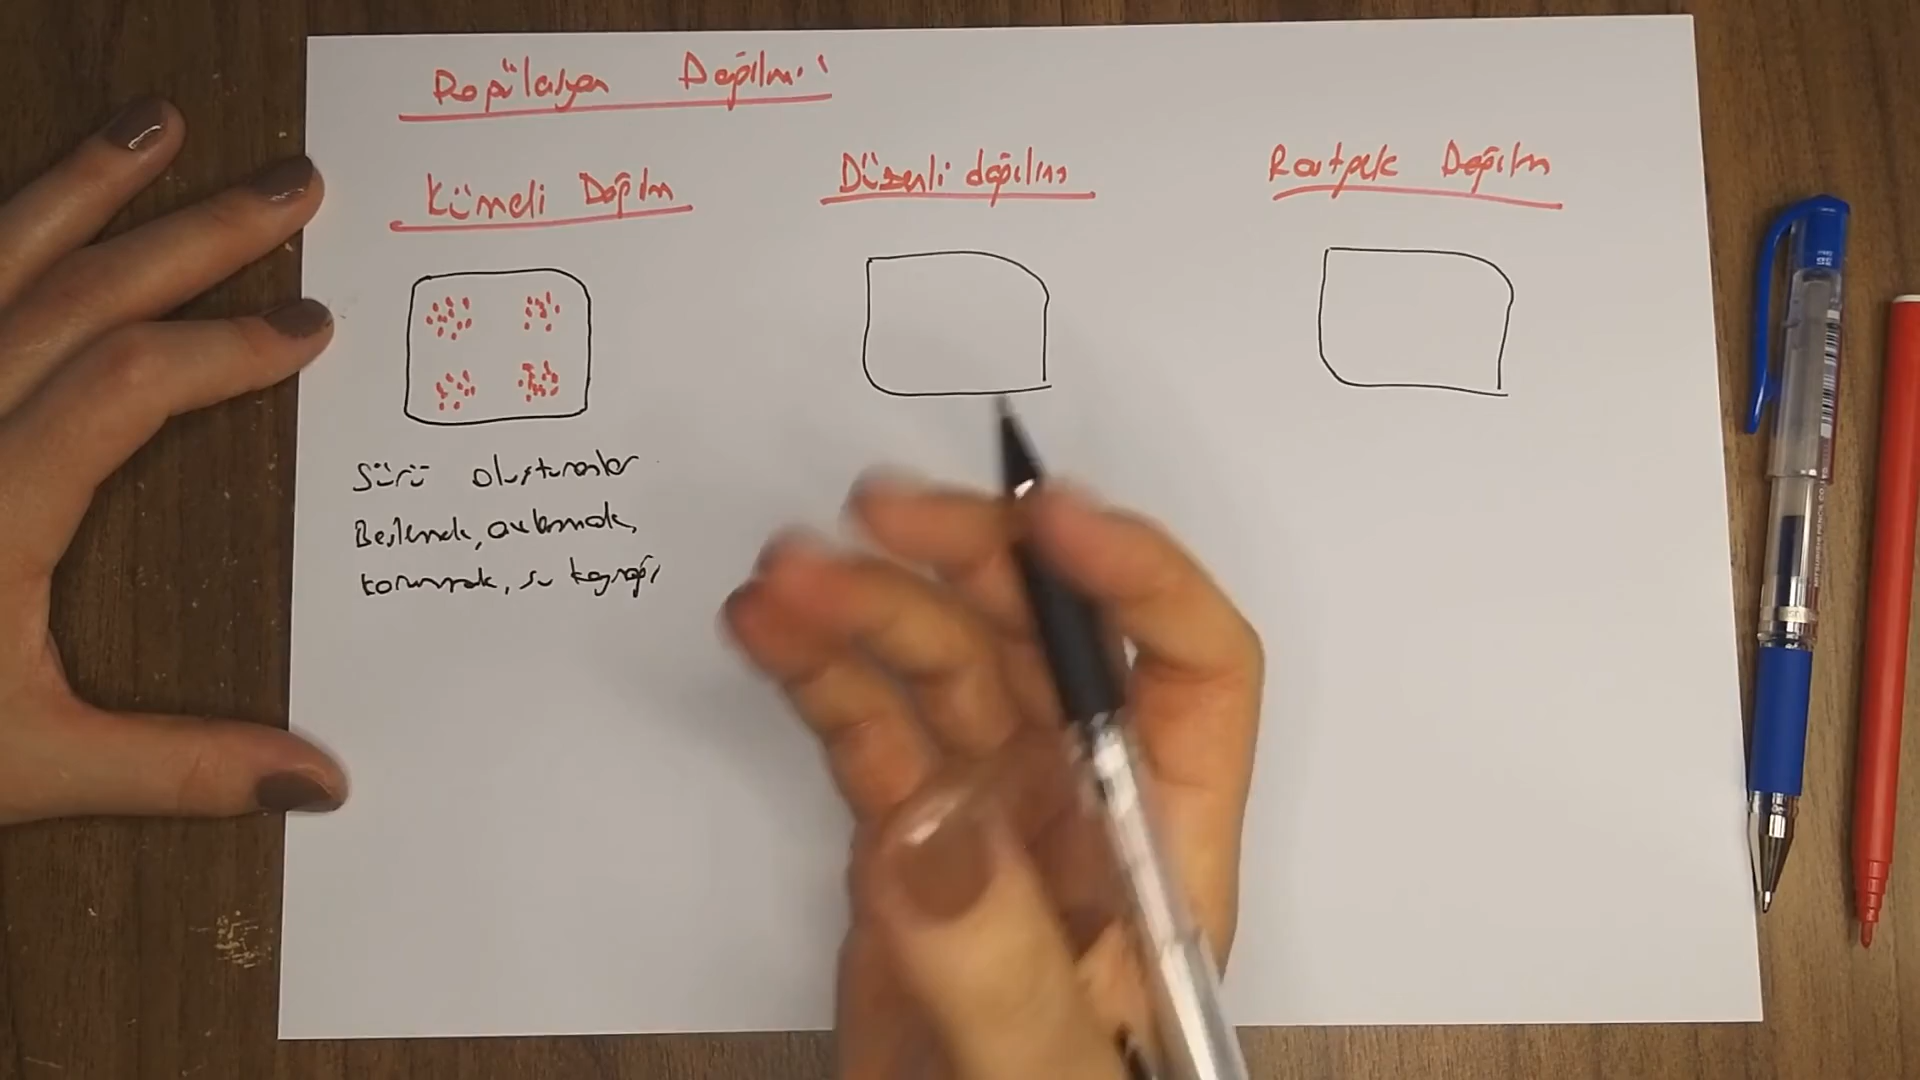 Popülasyon Dağılımı
Kümeli Dağılım
Düzenli dağılım
Rastgele Dağılım
Sürü oluşturanlar
Beslenmek, avlanmak,
korunmak, su kaynağı